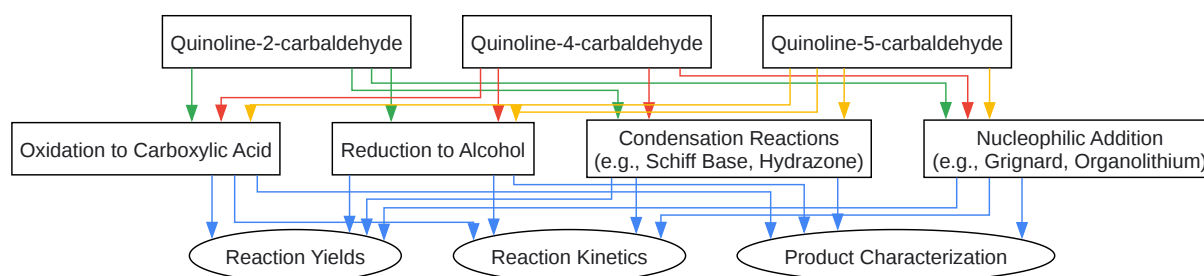 Quinoline-2-carbaldehyde
Quinoline-4-carbaldehyde
Quinoline-5-carbaldehyde
Oxidation to Carboxylic Acid
Reduction to Alcohol
Condensation Reactions
(e.g., Schiff Base, Hydrazone)
Nucleophilic Addition
(e.g., Grignard, Organolithium)
Reaction Yields
Reaction Kinetics
Product Characterization